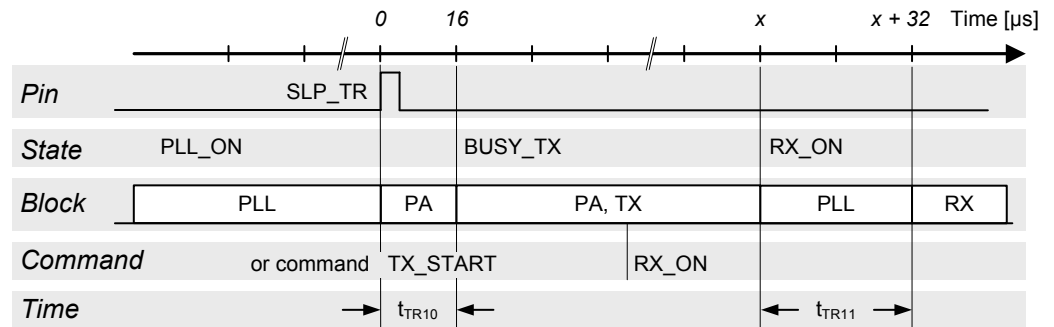 0 16 x x + 32 Time [µs]
Pin SLP_TR
State PLL_ON BUSY_TX RX_ON
Block PLL PA PA, TX PLL RX
Command or command TX_START RX_ON
Time tTR10 tTR11